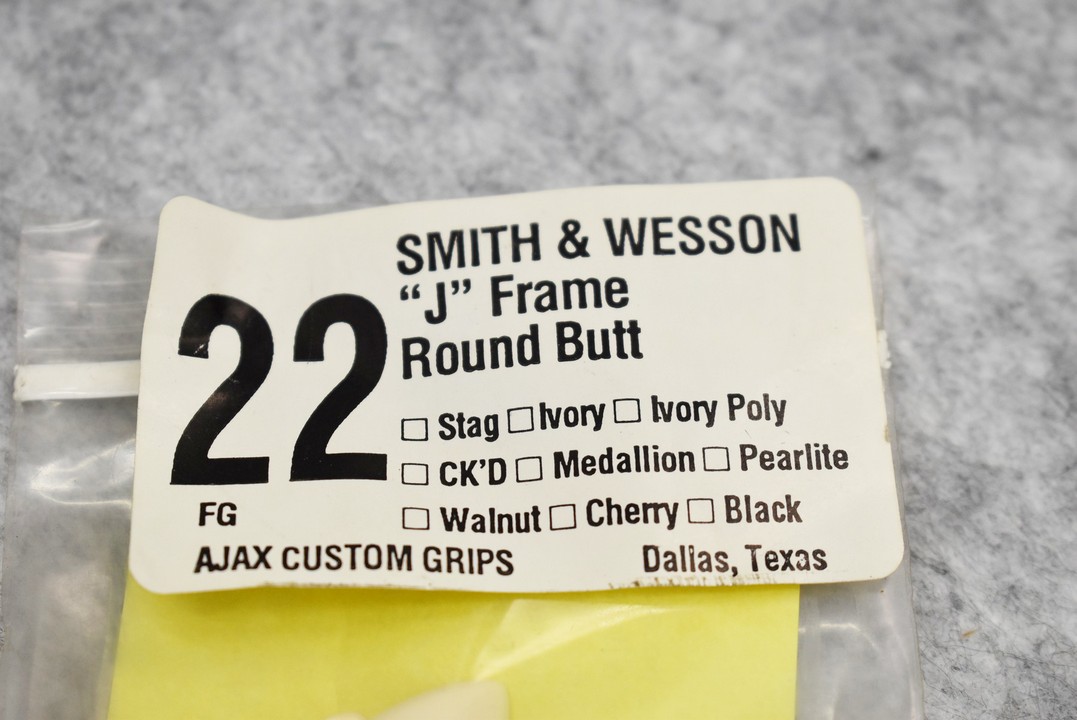 SMITH & WESSON
“J” Frame
Round Butt
22
☐ Stag ☐ Ivory ☐ Ivory Poly
☐ CK’D ☐ Medallion ☐ Pearlite
☐ Walnut ☐ Cherry ☐ Black
FG
AJAX CUSTOM GRIPS Dallas, Texas